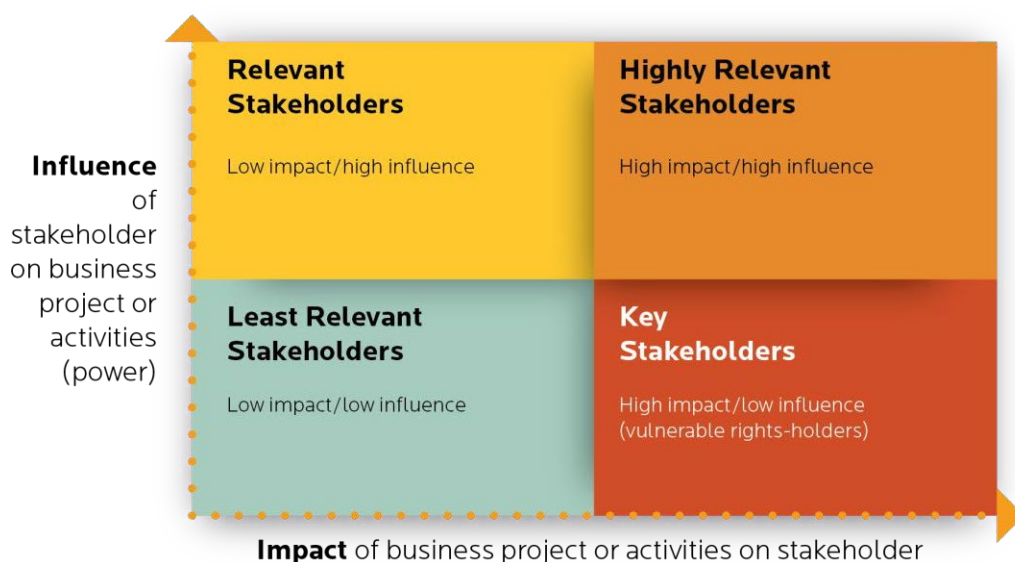 Relevant
Stakeholders
Low impact/high influence
Highly Relevant
Stakeholders
High impact/high influence
Influence
of
stakeholder
on business
project or
activities
(power)
Least Relevant
Stakeholders
Low impact/low influence
Key
Stakeholders
High impact/low influence
(vulnerable rights-holders)
Impact of business project or activities on stakeholder